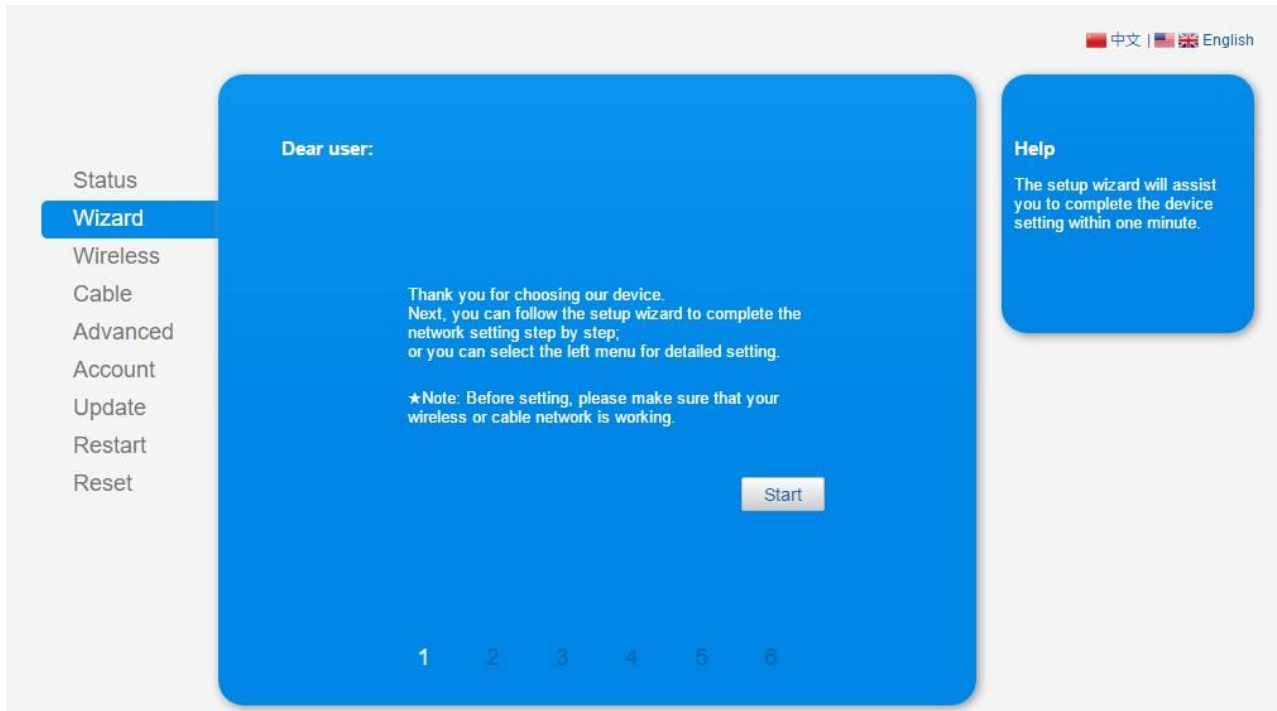 中文 | English
Status
Wizard
Wireless
Cable
Advanced
Account
Update
Restart
Reset
Dear user:
Thank you for choosing our device.
Next, you can follow the setup wizard to complete the
network setting step by step;
or you can select the left menu for detailed setting.
★Note: Before setting, please make sure that your
wireless or cable network is working.
Start
1 2 3 4 5 6
Help
The setup wizard will assist
you to complete the device
setting within one minute.